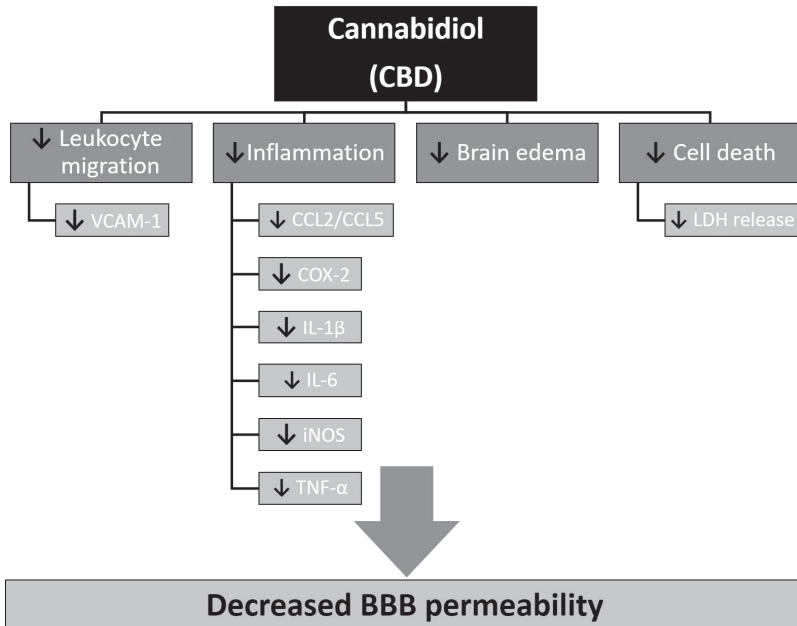 Cannabidiol
(CBD)
↓ Leukocyte
migration
↓ Inflammation
↓ Brain edema
↓ Cell death
↓ VCAM-1
↓ CCL2/CCL5
↓ LDH release
↓ COX-2
↓ IL-1β
↓ IL-6
↓ iNOS
↓ TNF-α
Decreased BBB permeability